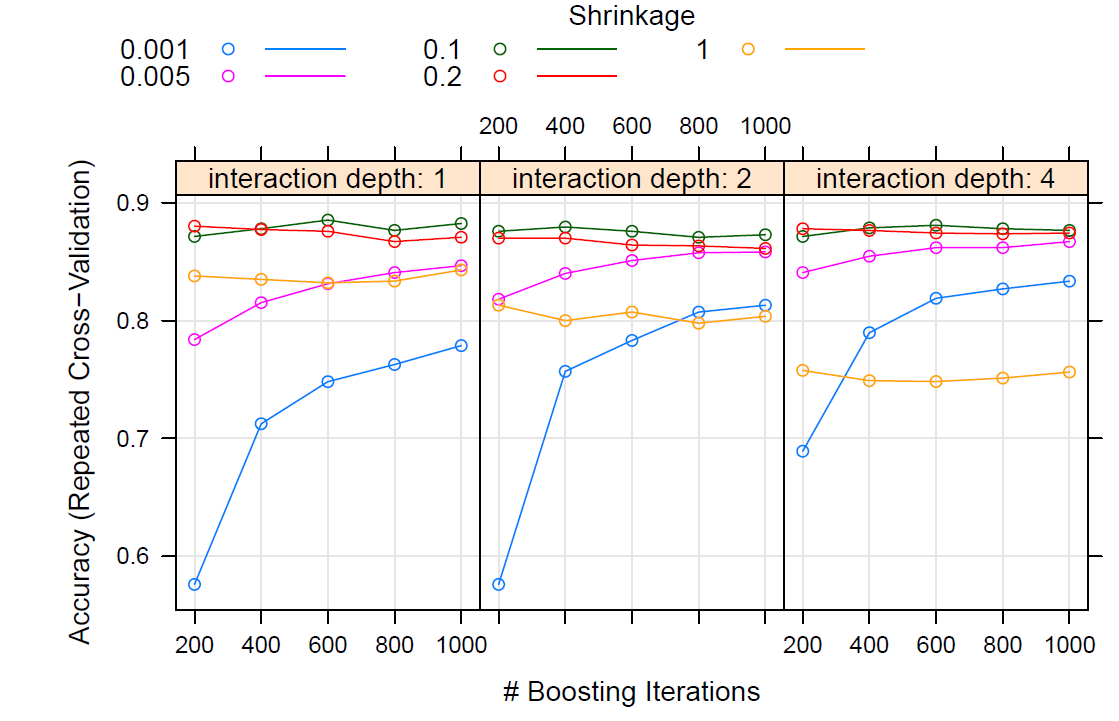 Shrinkage
0.001 0.1 1
0.005 0.2
200 400 600 800 1000
interaction depth: 1 interaction depth: 2 interaction depth: 4
Accuracy (Repeated Cross−Validation)
0.9
0.8
0.7
0.6
200 400 600 800 1000 200 400 600 800 1000
# Boosting Iterations